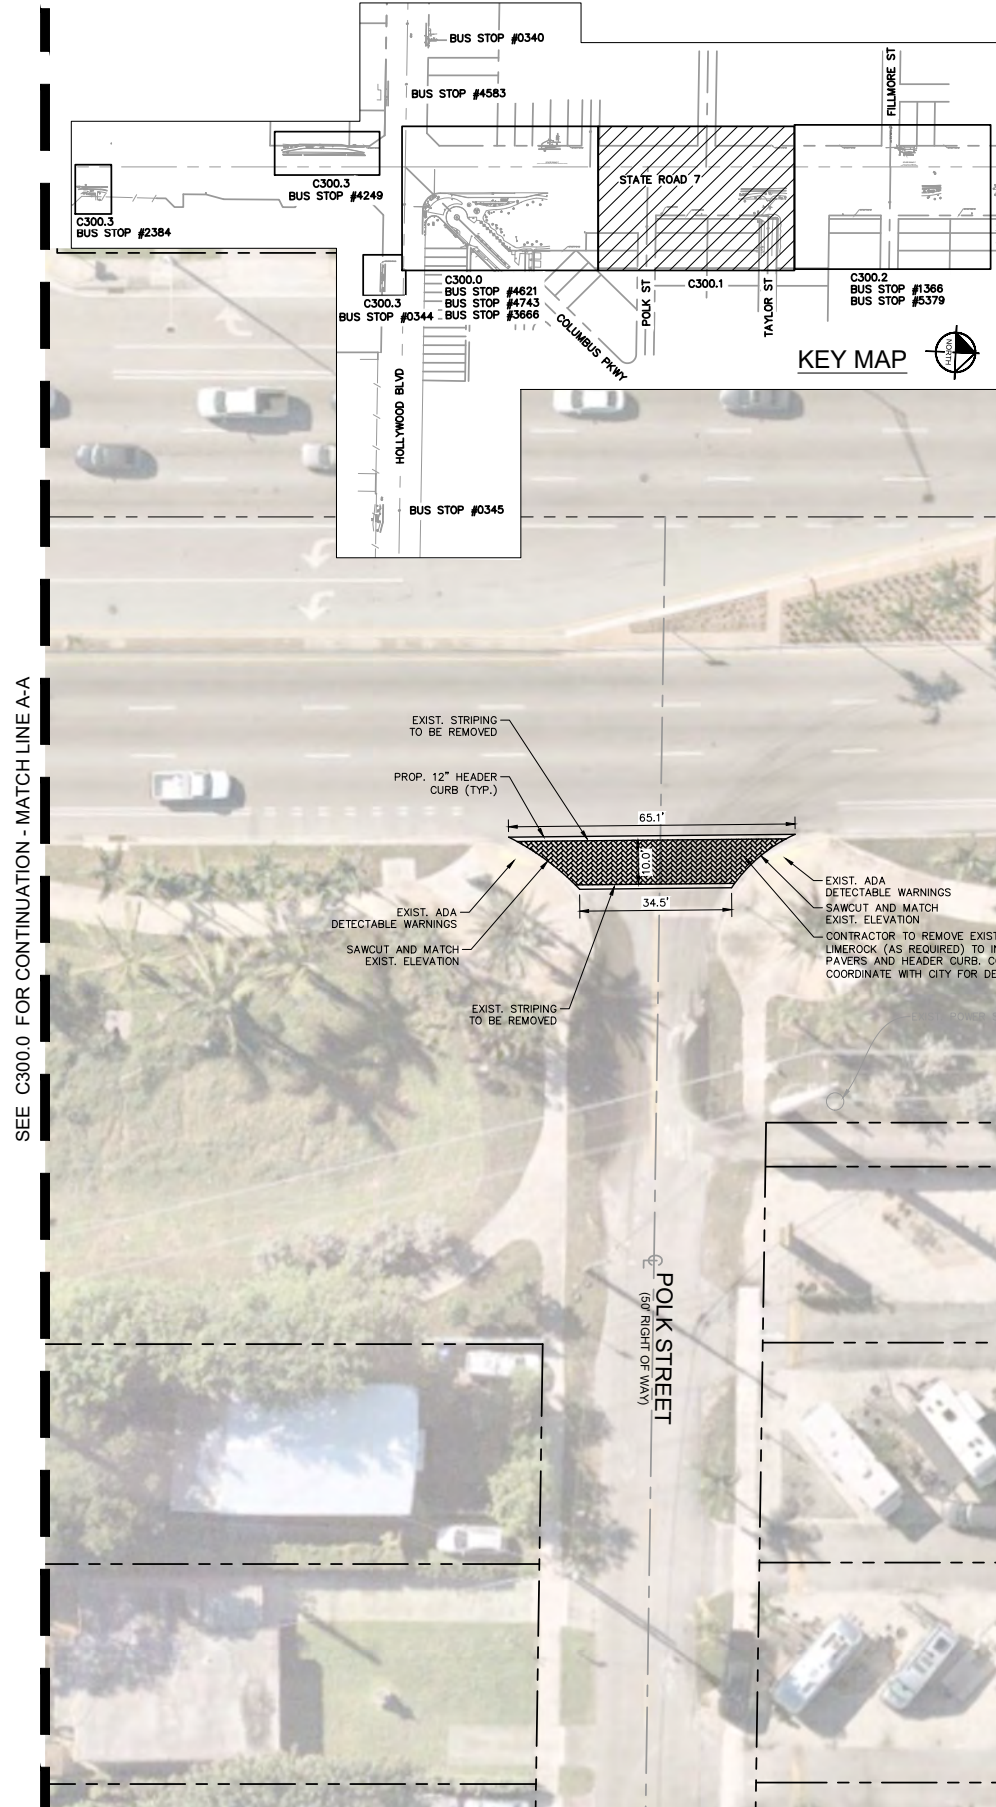 BUS STOP #0340
BUS STOP #4583
FILLMORE ST
STATE ROAD 7
C300.3
BUS STOP #4249
C300.3
BUS STOP #2384
C300.3
BUS STOP #0344
C300.0
BUS STOP #4621
BUS STOP #4743
BUS STOP #3666
COLUMBUS PKWY
POLK ST
C300.1
TAYLOR ST
C300.2
BUS STOP #1366
BUS STOP #5379
KEY MAP
NORTH
HOLLYWOOD BLVD
BUS STOP #0345
SEE C300.0 FOR CONTINUATION - MATCH LINE A-A
EXIST. STRIPING
TO BE REMOVED
PROP. 12" HEADER
CURB (TYP.)
65.1'
10.0'
34.5'
EXIST. ADA
DETECTABLE WARNINGS
SAWCUT AND MATCH
EXIST. ELEVATION
EXIST. STRIPING
TO BE REMOVED
EXIST. ADA
DETECTABLE WARNINGS
SAWCUT AND MATCH
EXIST. ELEVATION
CONTRACTOR TO REMOVE EXIST
LIMEROCK (AS REQUIRED) TO
PAVERS AND HEADER CURB.
COORDINATE WITH CITY FOR
POLK STREET
(50' RIGHT OF WAY)